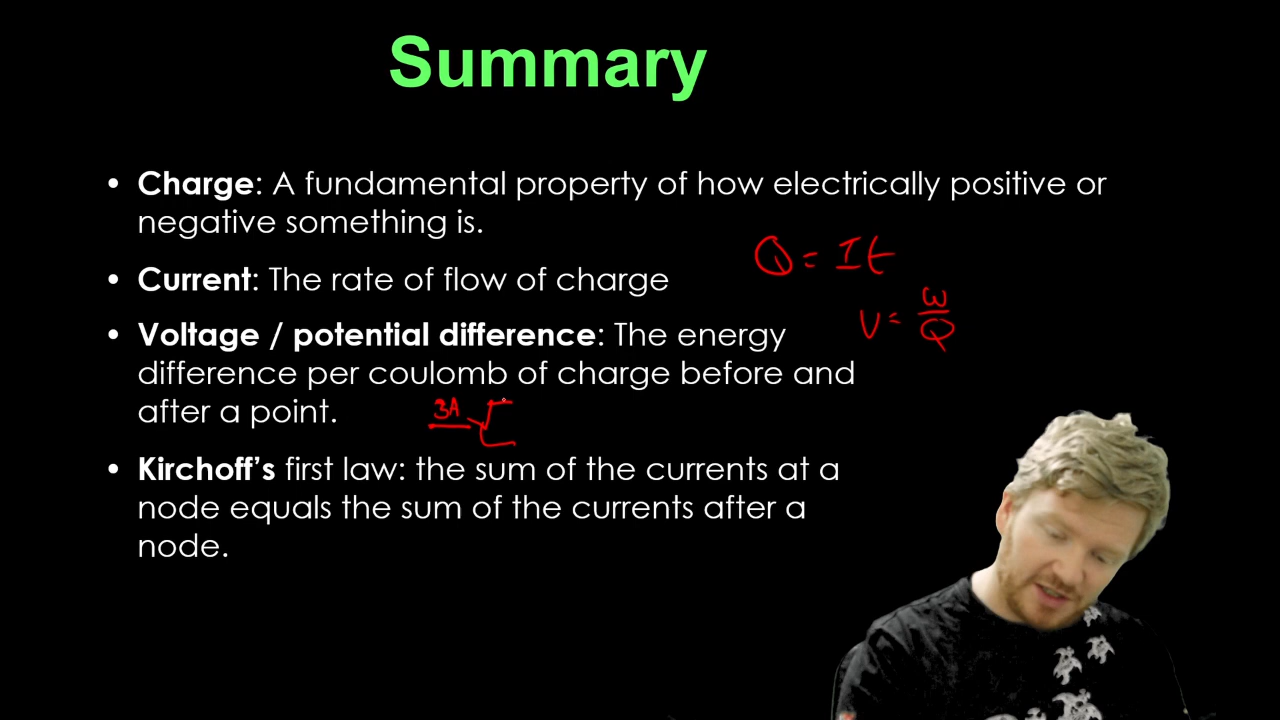 Summary
• Charge: A fundamental property of how electrically positive or
negative something is.
Q = It
• Current: The rate of flow of charge
V = W/Q
• Voltage / potential difference: The energy
difference per coulomb of charge before and
after a point.
3A
• Kirchoff's first law: the sum of the currents at a
node equals the sum of the currents after a
node.